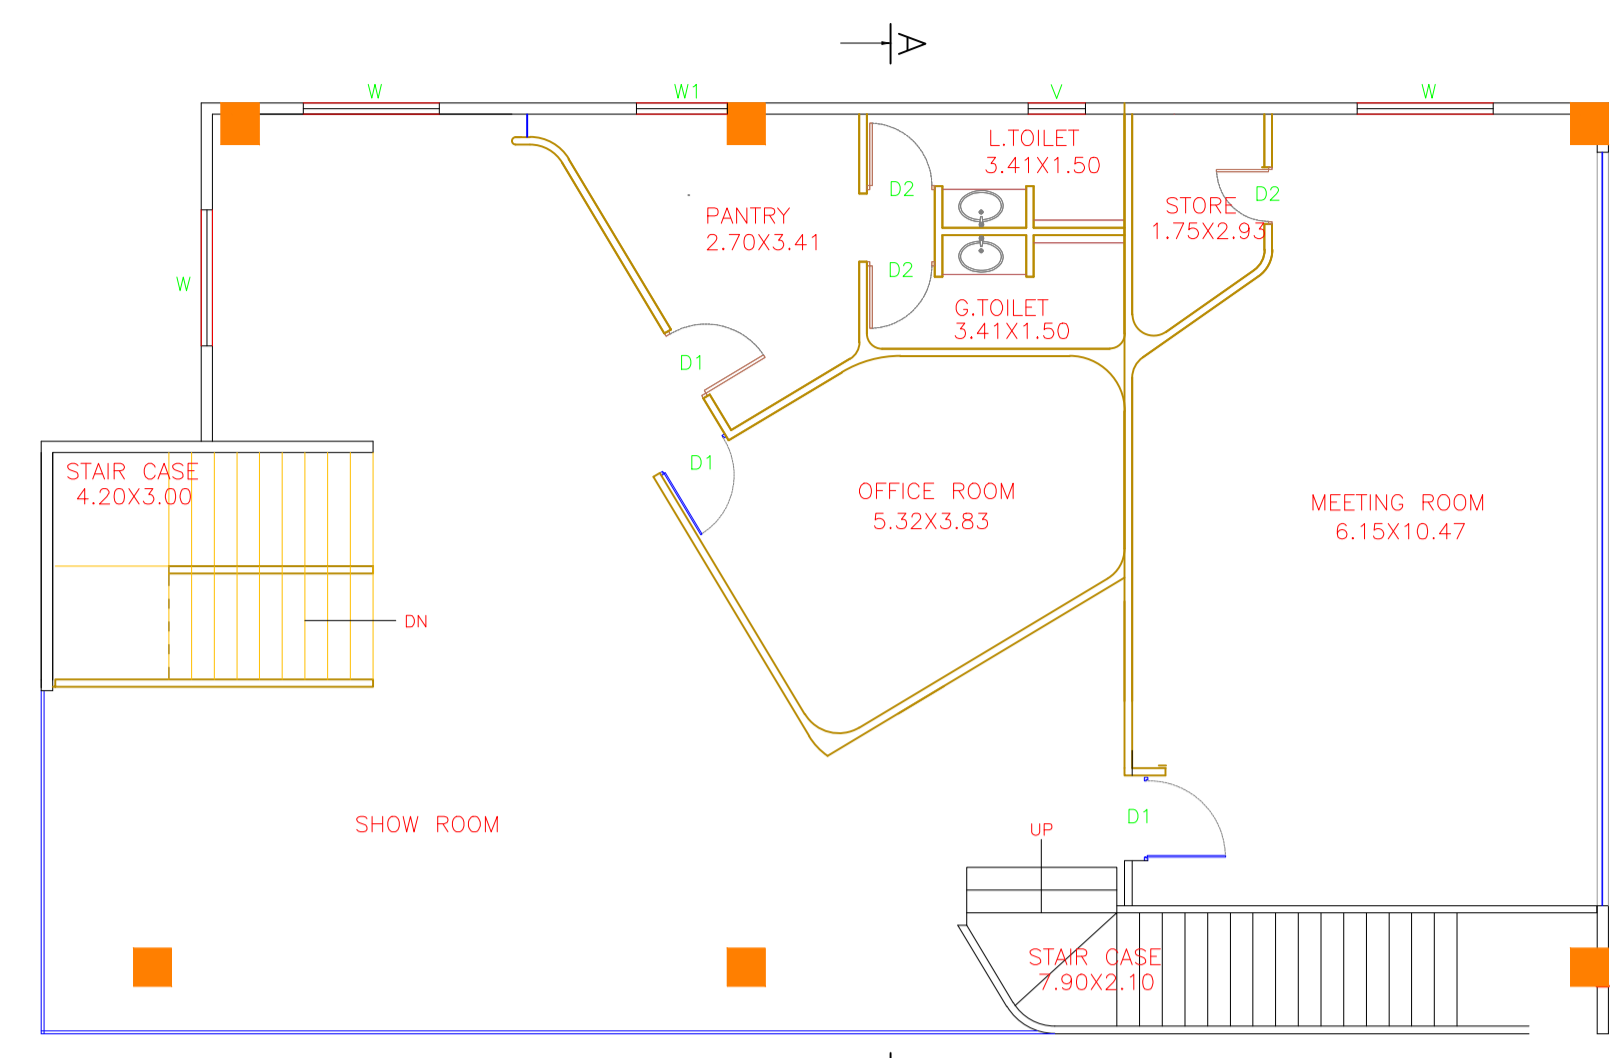 A
W
W1
V
W
L.TOILET
3.41X1.50
D2
D2
STORE
1.75X2.93
PANTRY
2.70X3.41
D2
W
G.TOILET
3.41X1.50
D1
D1
STAIR CASE
4.20X3.00
OFFICE ROOM
5.32X3.83
MEETING ROOM
6.15X10.47
DN
SHOW ROOM
D1
UP
STAIR CASE
7.90X2.10